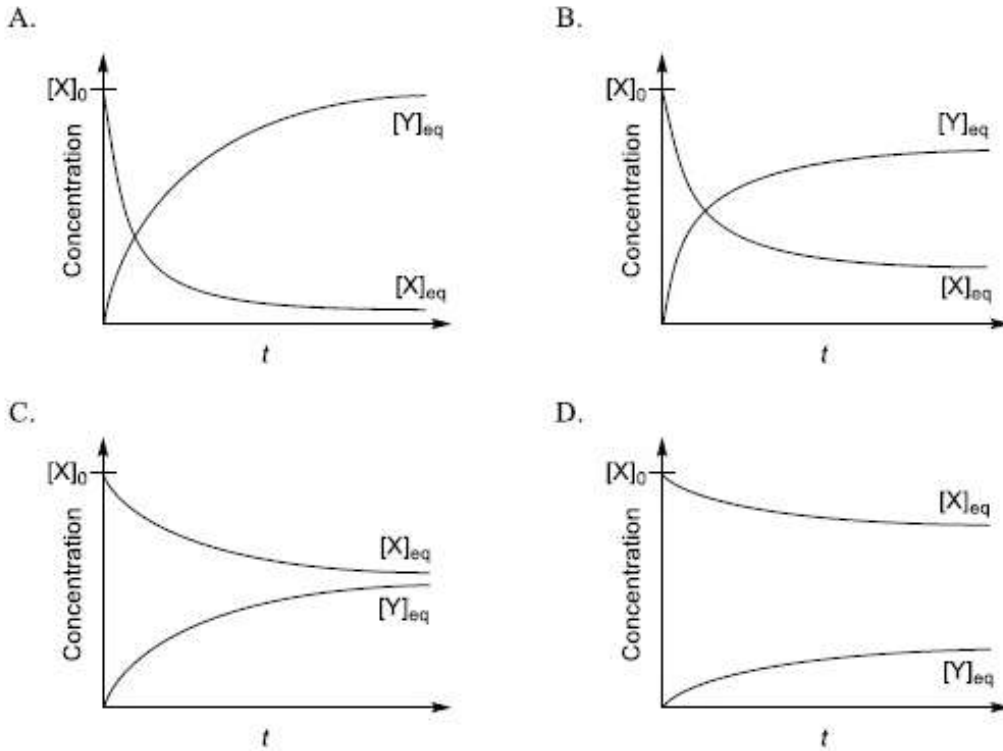 A.
[X]0
Concentration
[Y]eq
[X]eq
t
B.
[X]0
Concentration
[Y]eq
[X]eq
t
C.
[X]0
Concentration
[X]eq
[Y]eq
t
D.
[X]0
Concentration
[X]eq
[Y]eq
t